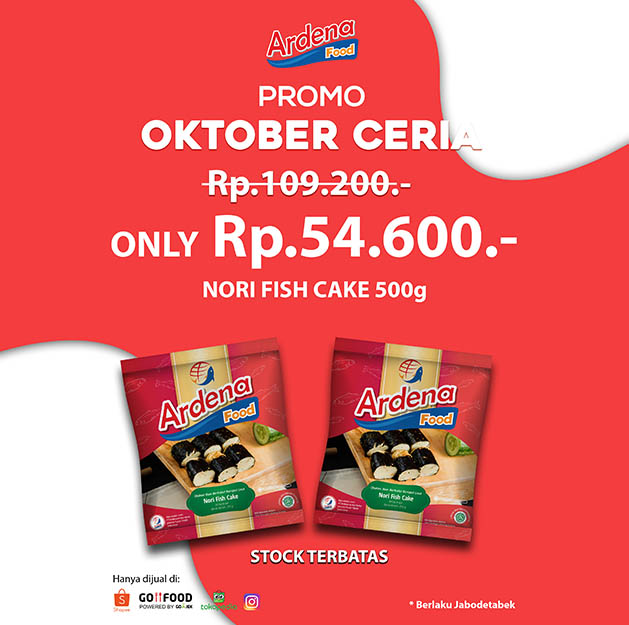 Ardena
Food
PROMO
OKTOBER CERIA
Rp.109.200.-
ONLY Rp.54.600.-
NORI FISH CAKE 500g
Ardena
Food
Nori Fish Cake
Ardena
Food
Nori Fish Cake
STOCK TERBATAS
Hanya dijual di:
Shopee
GOFOOD
POWERED BY GOJEK
tokopedia
* Berlaku Jabodetabek